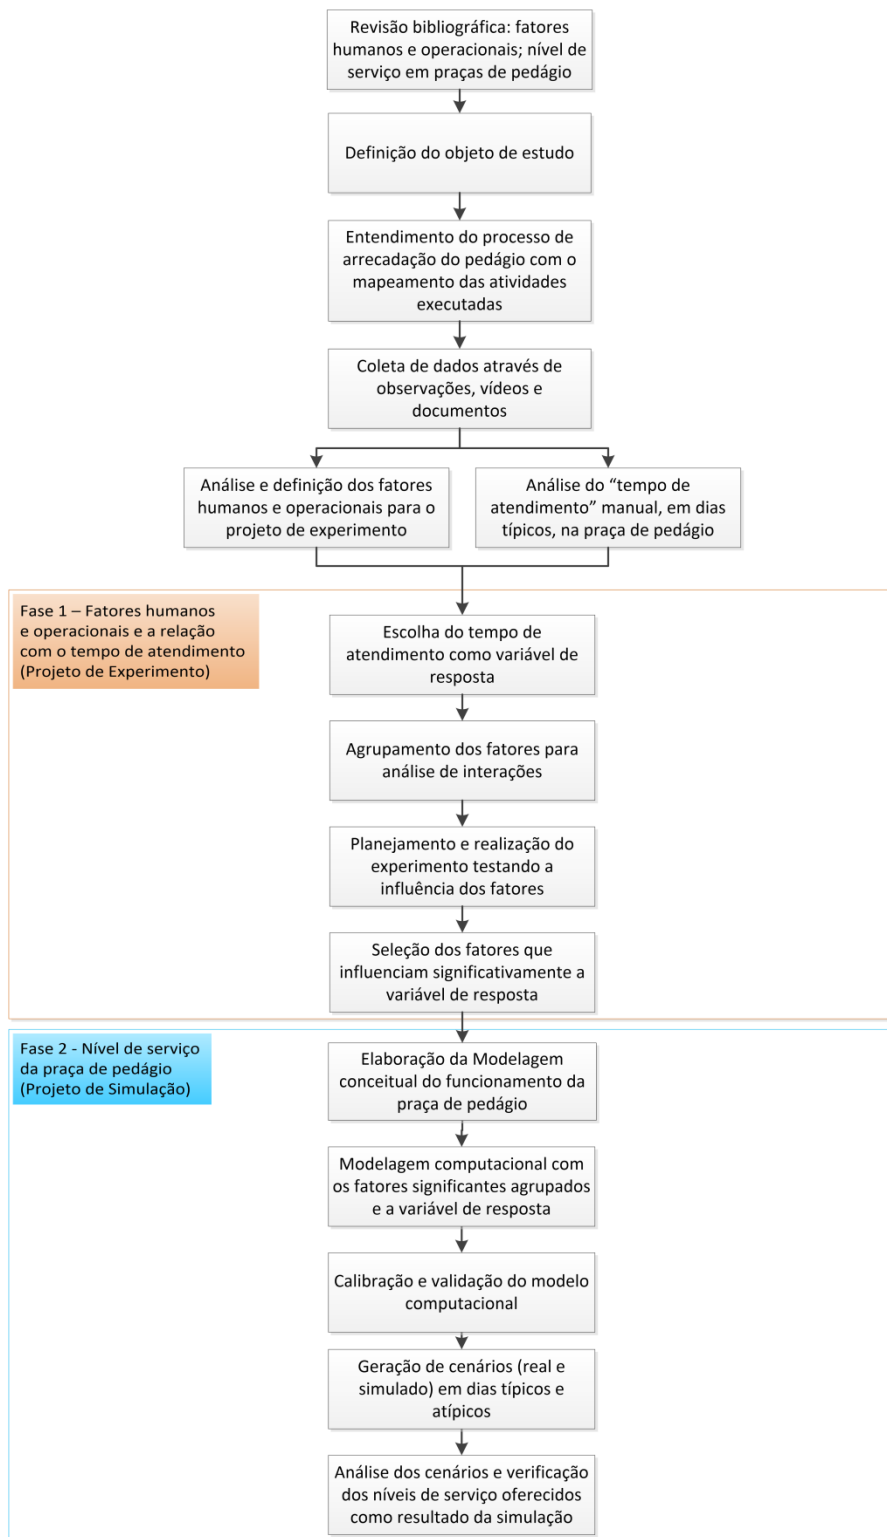 Revisão bibliográfica: fatores
humanos e operacionais; nível de
serviço em praças de pedágio
Definição do objeto de estudo
Entendimento do processo de
arrecadação do pedágio com o
mapeamento das atividades
executadas
Coleta de dados através de
observações, vídeos e
documentos
Análise e definição dos fatores
humanos e operacionais para o
projeto de experimento
Análise do “tempo de
atendimento” manual, em dias
típicos, na praça de pedágio
Fase 1 – Fatores humanos
e operacionais e a relação
com o tempo de atendimento
(Projeto de Experimento)
Escolha do tempo de
atendimento como variável de
resposta
Agrupamento dos fatores para
análise de interações
Planejamento e realização do
experimento testando a
influência dos fatores
Seleção dos fatores que
influenciam significativamente a
variável de resposta
Fase 2 - Nível de serviço
da praça de pedágio
(Projeto de Simulação)
Elaboração da Modelagem
conceitual do funcionamento da
praça de pedágio
Modelagem computacional com
os fatores significantes agrupados
e a variável de resposta
Calibração e validação do modelo
computacional
Geração de cenários (real e
simulado) em dias típicos e
atípicos
Análise dos cenários e verificação
dos níveis de serviço oferecidos
como resultado da simulação